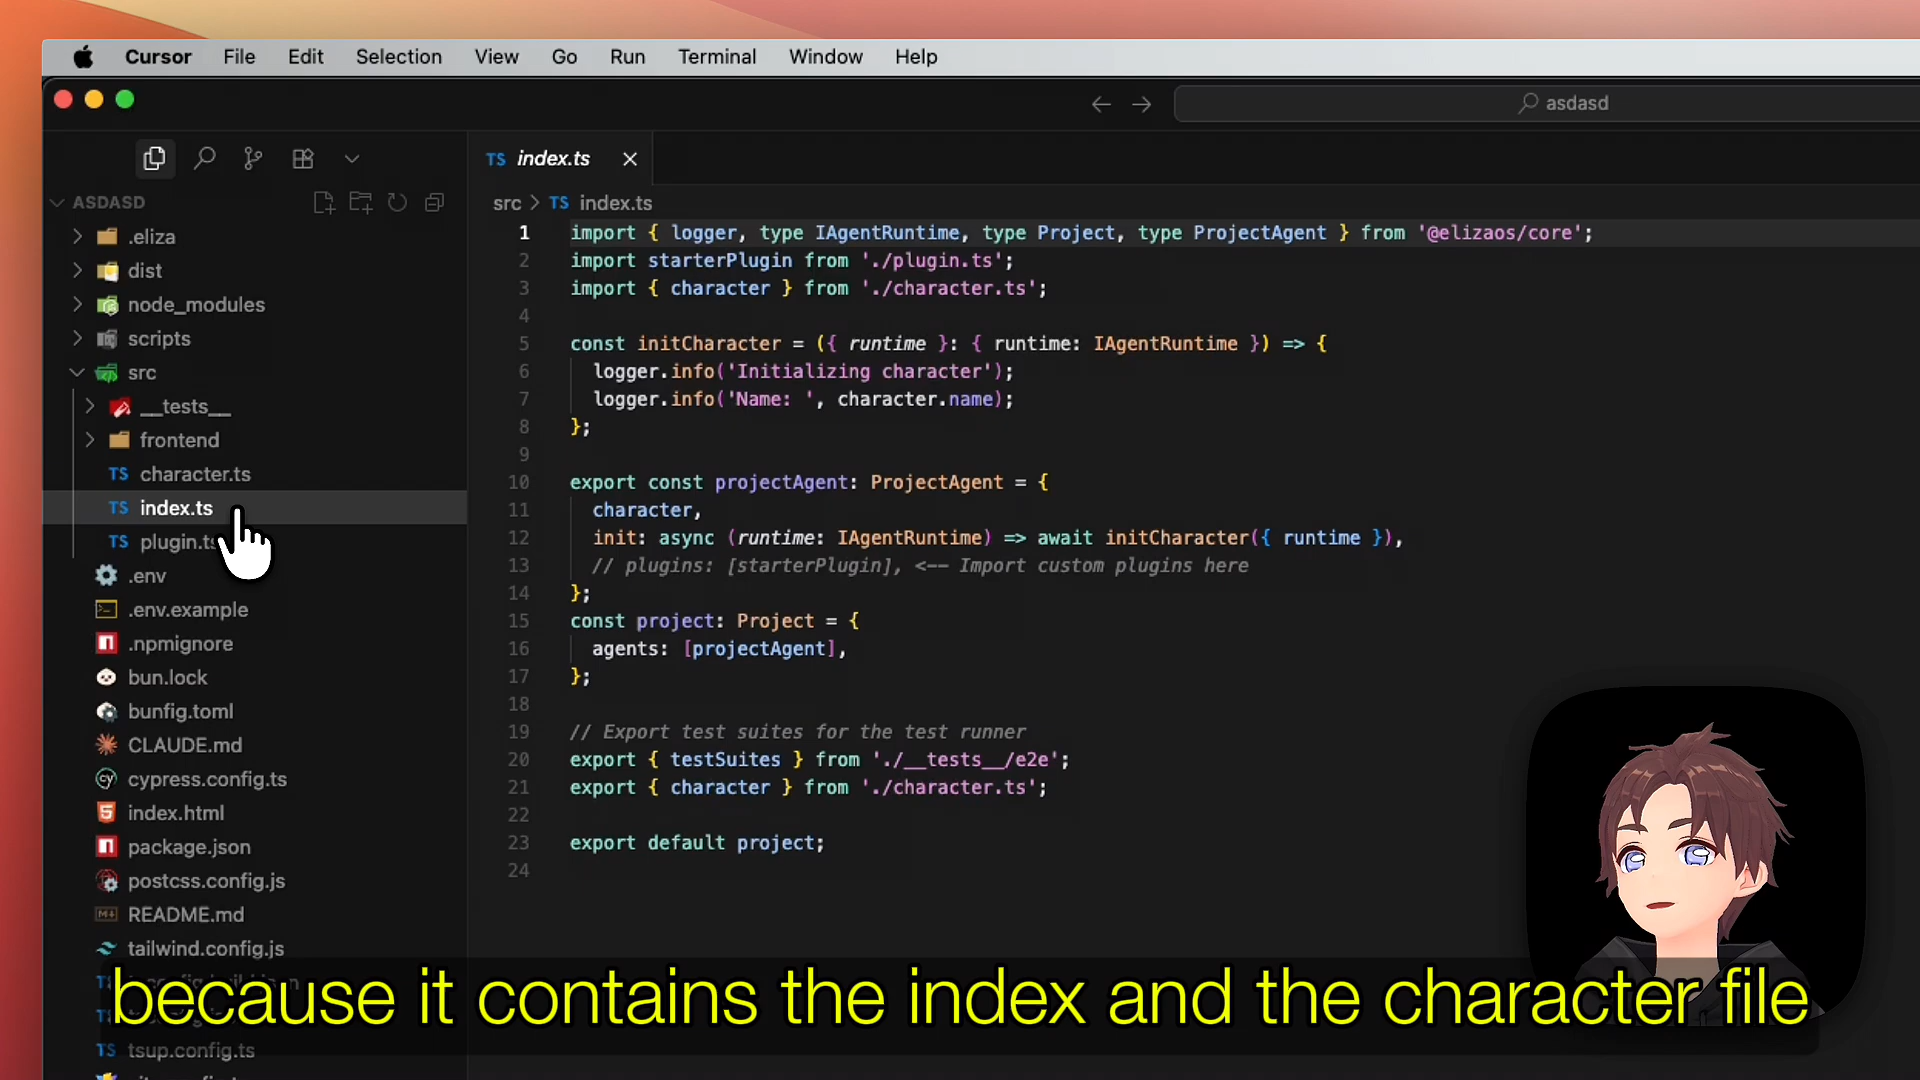 Cursor File Edit Selection View Go Run Terminal Window Help
asdasd
TS index.ts
ASDASD
src > TS index.ts
.eliza
dist
node_modules
scripts
src
__tests__
frontend
TS character.ts
TS index.ts
TS plugin.ts
.env
.env.example
.npmignore
bun.lock
bunfig.toml
CLAUDE.md
cypress.config.ts
index.html
package.json
postcss.config.js
README.md
tailwind.config.js
TS tsup.config.ts
1 import { logger, type IAgentRuntime, type Project, type ProjectAgent } from '@elizaos/core';
2 import starterPlugin from './plugin.ts';
3 import { character } from './character.ts';
4
5 const initCharacter = ({ runtime }: { runtime: IAgentRuntime }) => {
6 logger.info('Initializing character');
7 logger.info('Name: ', character.name);
8 };
9
10 export const projectAgent: ProjectAgent = {
11 character,
12 init: async (runtime: IAgentRuntime) => await initCharacter({ runtime }),
13 // plugins: [starterPlugin], <-- Import custom plugins here
14 };
15 const project: Project = {
16 agents: [projectAgent],
17 };
18
19 // Export test suites for the test runner
20 export { testSuites } from './__tests__/e2e';
21 export { character } from './character.ts';
22
23 export default project;
24
because it contains the index and the character file